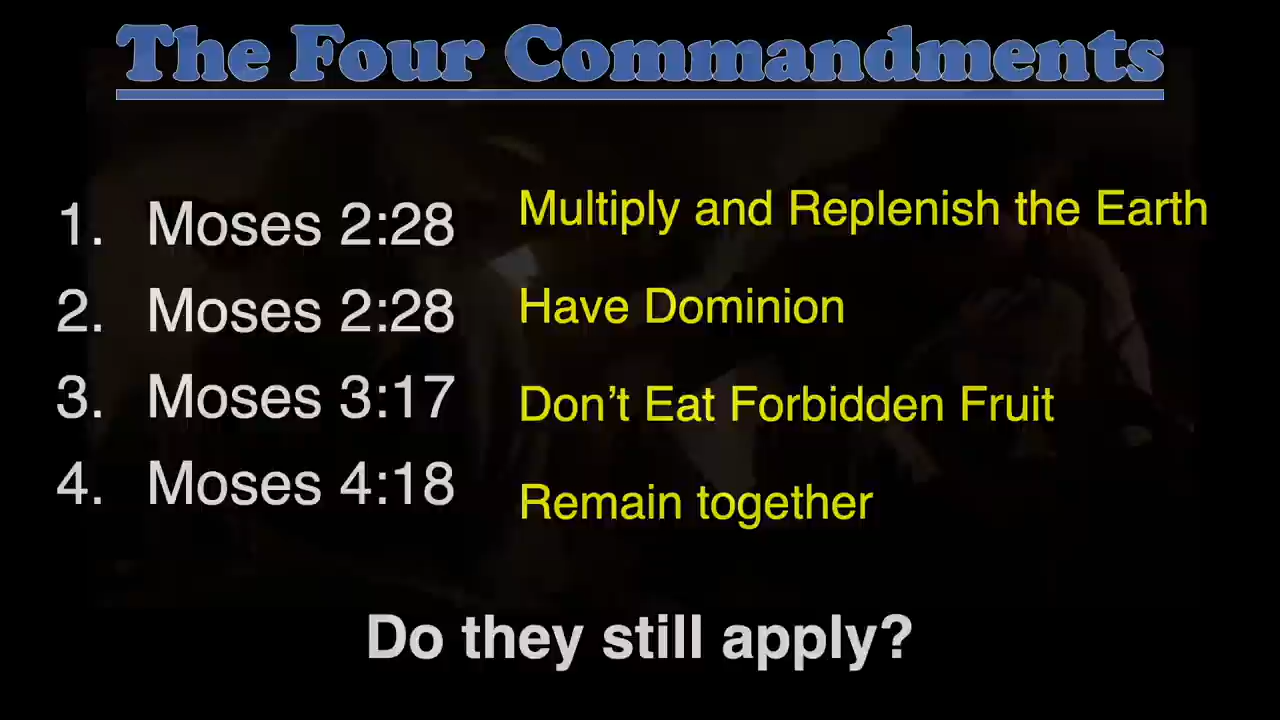 The Four Commandments
1. Moses 2:28 Multiply and Replenish the Earth
2. Moses 2:28 Have Dominion
3. Moses 3:17 Don’t Eat Forbidden Fruit
4. Moses 4:18 Remain together
Do they still apply?